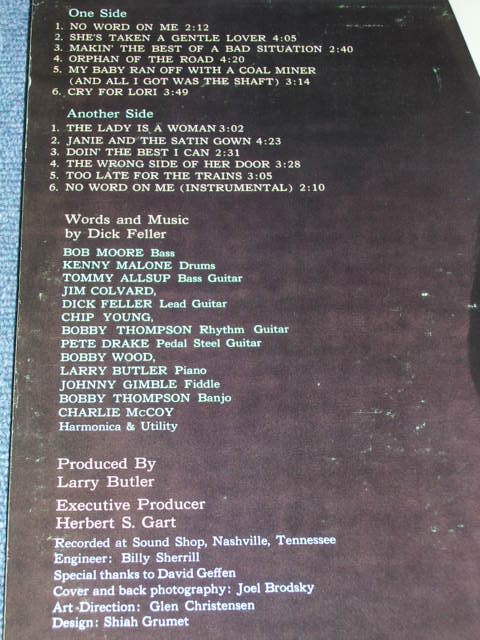 One Side
1. NO WORD ON ME 2:12
2. SHE'S TAKEN A GENTLE LOVER 4:05
3. MAKIN' THE BEST OF A BAD SITUATION 2:40
4. ORPHAN OF THE ROAD 4:20
5. MY BABY RAN OFF WITH A COAL MINER
(AND ALL I GOT WAS THE SHAFT) 3:14
6. CRY FOR LORI 3:49
Another Side
1. THE LADY IS A WOMAN 3:02
2. JANIE AND THE SATIN GOWN 4:23
3. DOIN' THE BEST I CAN 2:31
4. THE WRONG SIDE OF HER DOOR 3:28
5. TOO LATE FOR THE TRAINS 3:05
6. NO WORD ON ME (INSTRUMENTAL) 2:10
Words and Music
by Dick Feller
BOB MOORE Bass
KENNY MALONE Drums
TOMMY ALLSUP Bass Guitar
JIM COLVARD,
DICK FELLER Lead Guitar
CHIP YOUNG,
BOBBY THOMPSON Rhythm Guitar
PETE DRAKE Pedal Steel Guitar
BOBBY WOOD,
LARRY BUTLER Piano
JOHNNY GIMBLE Fiddle
BOBBY THOMPSON Banjo
CHARLIE McCOY
Harmonica & Utility
Produced By
Larry Butler
Executive Producer
Herbert S. Gart
Recorded at Sound Shop, Nashville, Tennessee
Engineer: Billy Sherrill
Special thanks to David Geffen
Cover and back photography: Joel Brodsky
Art-Direction: Glen Christensen
Design: Shiah Grumet